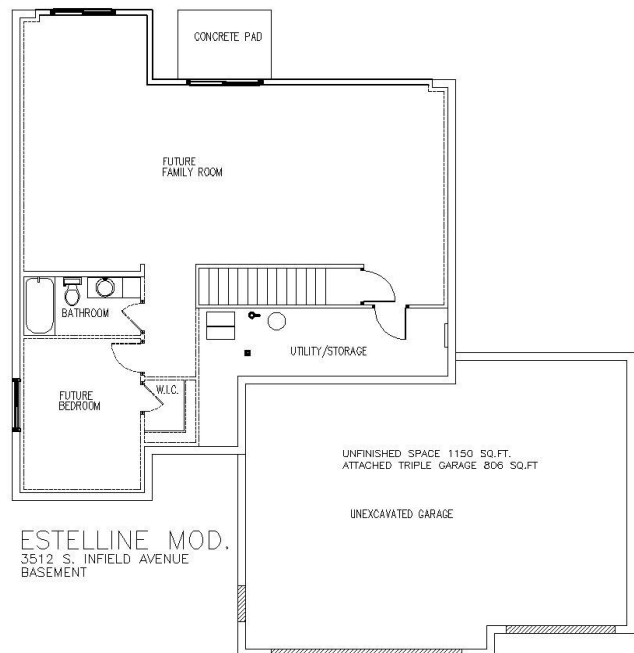 CONCRETE PAD
FUTURE
FAMILY ROOM
BATHROOM
UTILITY/STORAGE
W.I.C.
FUTURE
BEDROOM
UNFINISHED SPACE 1150 SQ.FT.
ATTACHED TRIPLE GARAGE 806 SQ.FT
UNEXCAVATED GARAGE
ESTELLINE MOD.
3512 S. INFIELD AVENUE
BASEMENT